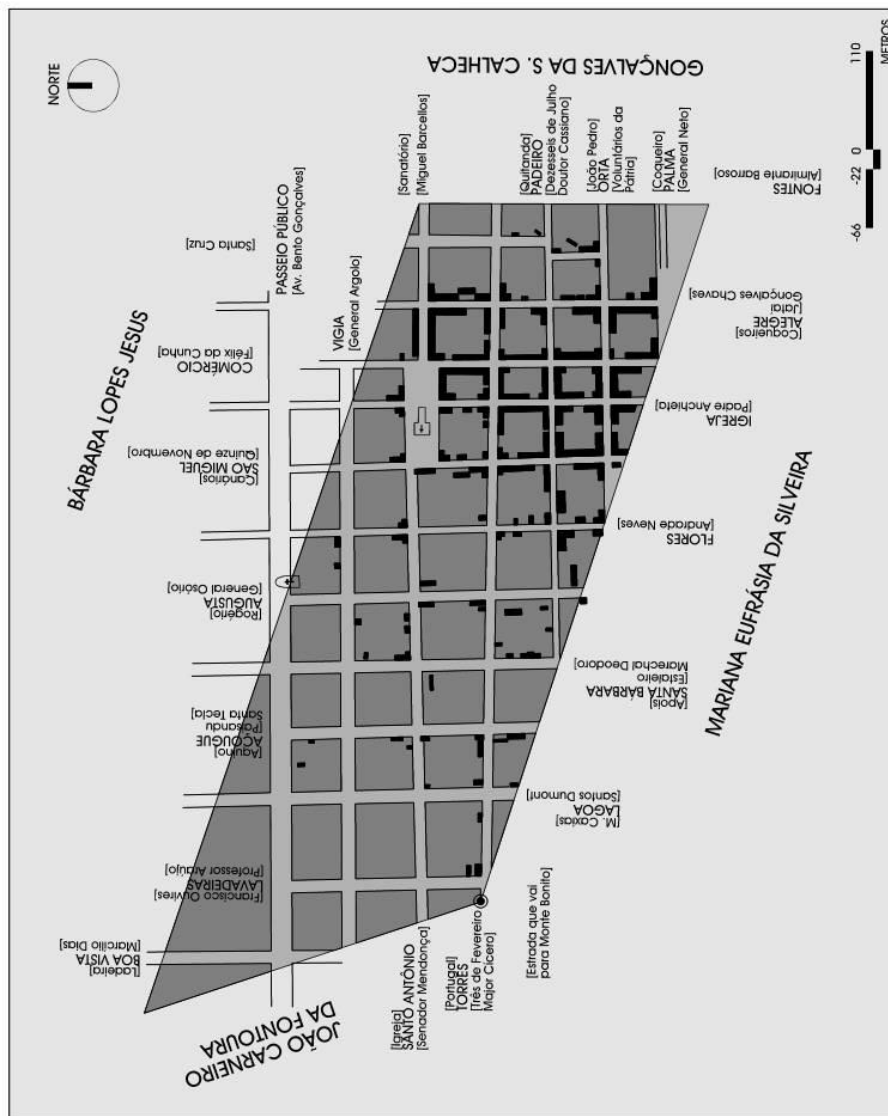 NORTE
GONÇALVES DA S. CALHECA
110
0
-22
-66
METROS
BÁRBARA LOPES JESUS
[Santa Cruz]
PASSEIO PÚBLICO
[Av. Bento Gonçalves]
[Sanatório]
[Miguel Barcellos]
[Quitanda]
PADEIRO
[Dezesseis de Julho
Doutor Cassiano]
[João Pedro]
ORTA
[Voluntários da
Pátria]
[Coqueiro]
PALMA
[General Neto]
FONTES
[Almirante Barroso]
VIGIA
[General Argolo]
COMÉRCIO
[Félix da Cunha]
[Coqueiros]
ALEGRE
[Jataí
Gonçalves Chaves]
IGREJA
[Padre Anchieta]
[Canários]
SÃO MIGUEL
[Quinze de Novembro]
FLORES
[Andrade Neves]
[Rogério]
AUGUSTA
[General Osório]
[Apois]
SANTA BÁRBARA
[Estaleiro
Marechal Deodoro]
MARIANA EUFRÁSIA DA SILVEIRA
[Aquino]
AÇOUGUE
[Paisandu
Santa Tecla]
[M. Caxias]
LAGOA
[Santos Dumont]
[Francisco Ouvires]
LAVADEIRAS
[Professor Araújo]
[Ladeira]
BOA VISTA
[Marcilio Dias]
JOÃO CARNEIRO
DA FONTOURA
[Igreja]
SANTO ANTÔNIO
[Senador Mendonça]
[Portugal]
TORRES
[Três de Fevereiro
Major Cícero]
[Estrada que vai
para Monte Bonito]